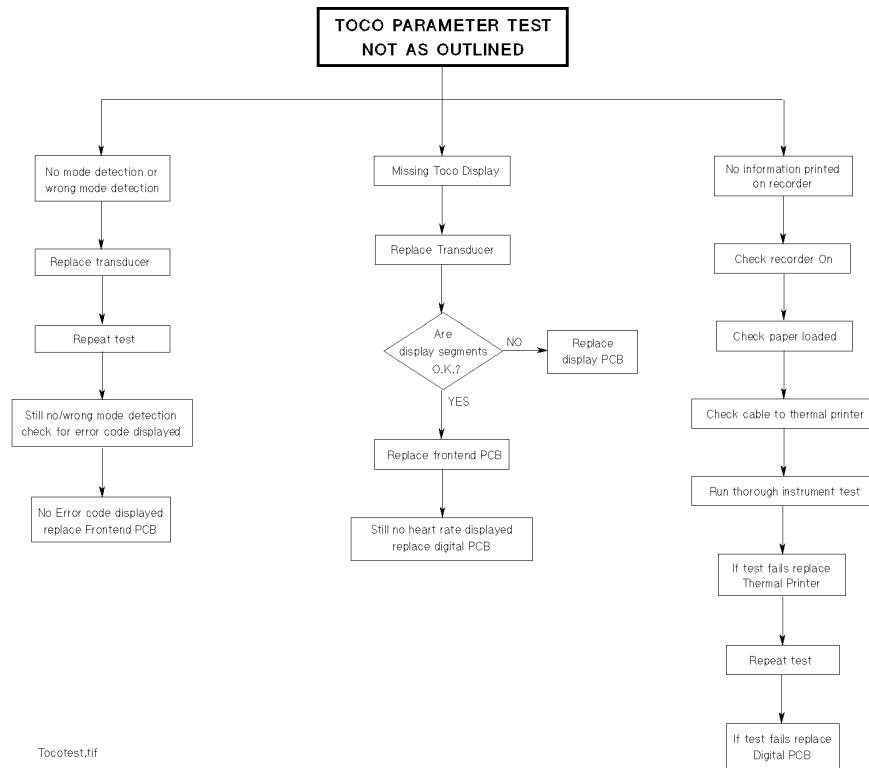 TOCO PARAMETER TEST
NOT AS OUTLINED
No mode detection or
wrong mode detection
Replace transducer
Repeat test
Still no/wrong mode detection
check for error code displayed
No Error code displayed
replace Frontend PCB
Missing Toco Display
Replace Transducer
Are
display segments
O.K.?
NO
Replace
display PCB
YES
Replace frontend PCB
Still no heart rate displayed
replace digital PCB
No information printed
on recorder
Check recorder On
Check paper loaded
Check cable to thermal printer
Run thorough instrument test
If test fails replace
Thermal Printer
Repeat test
If test fails replace
Digital PCB
Tocotest.tif